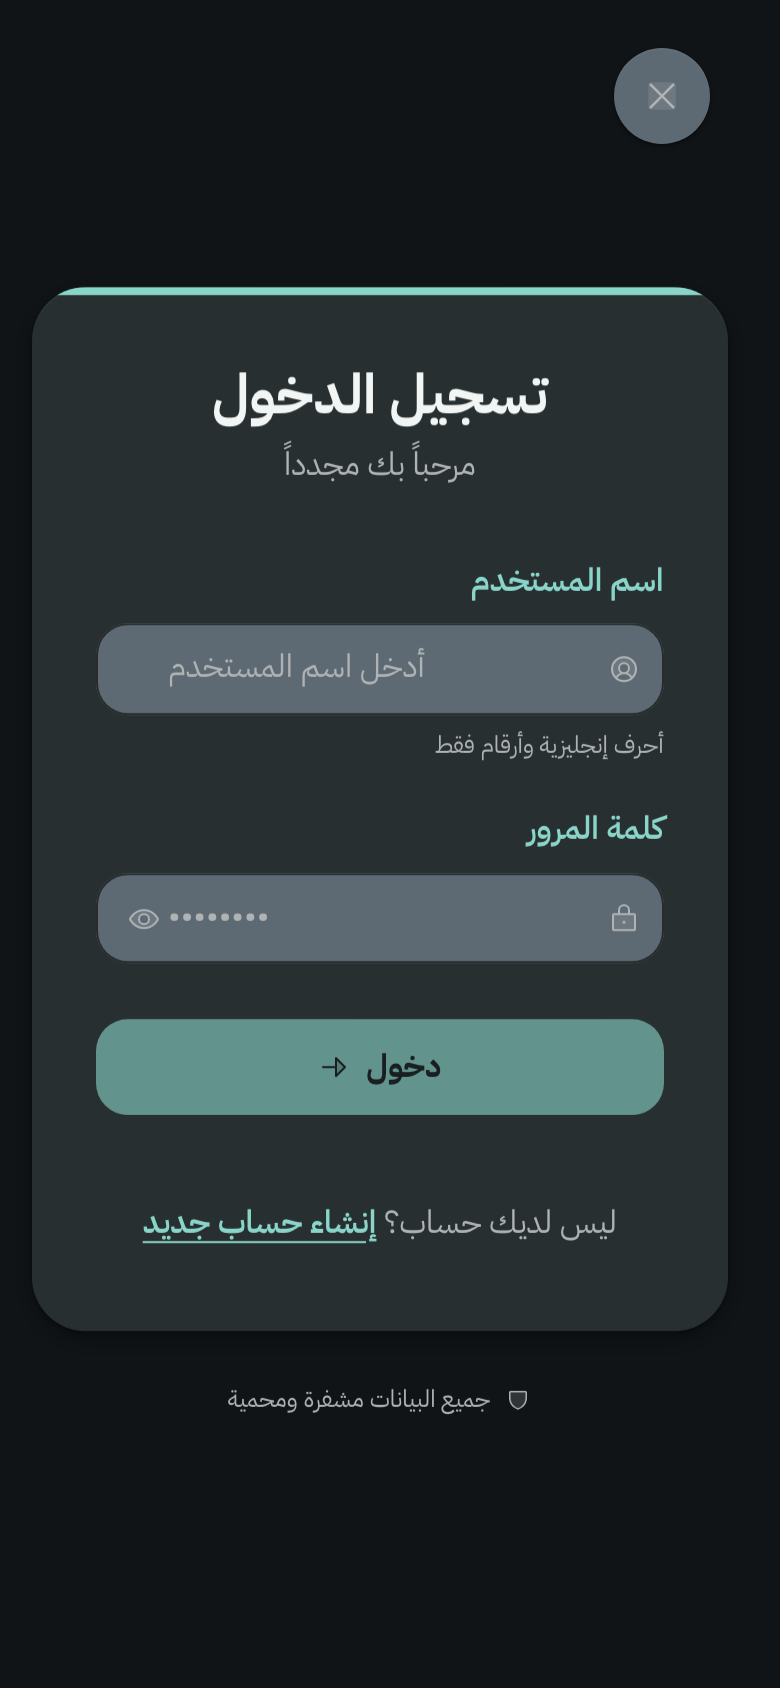 تسجيل الدخول
مرحباً بك مجدداً
اسم المستخدم
أدخل اسم المستخدم
أحرف إنجليزية وأرقام فقط
كلمة المرور
••••••••
دخول
ليس لديك حساب؟ إنشاء حساب جديد
جميع البيانات مشفرة ومحمية